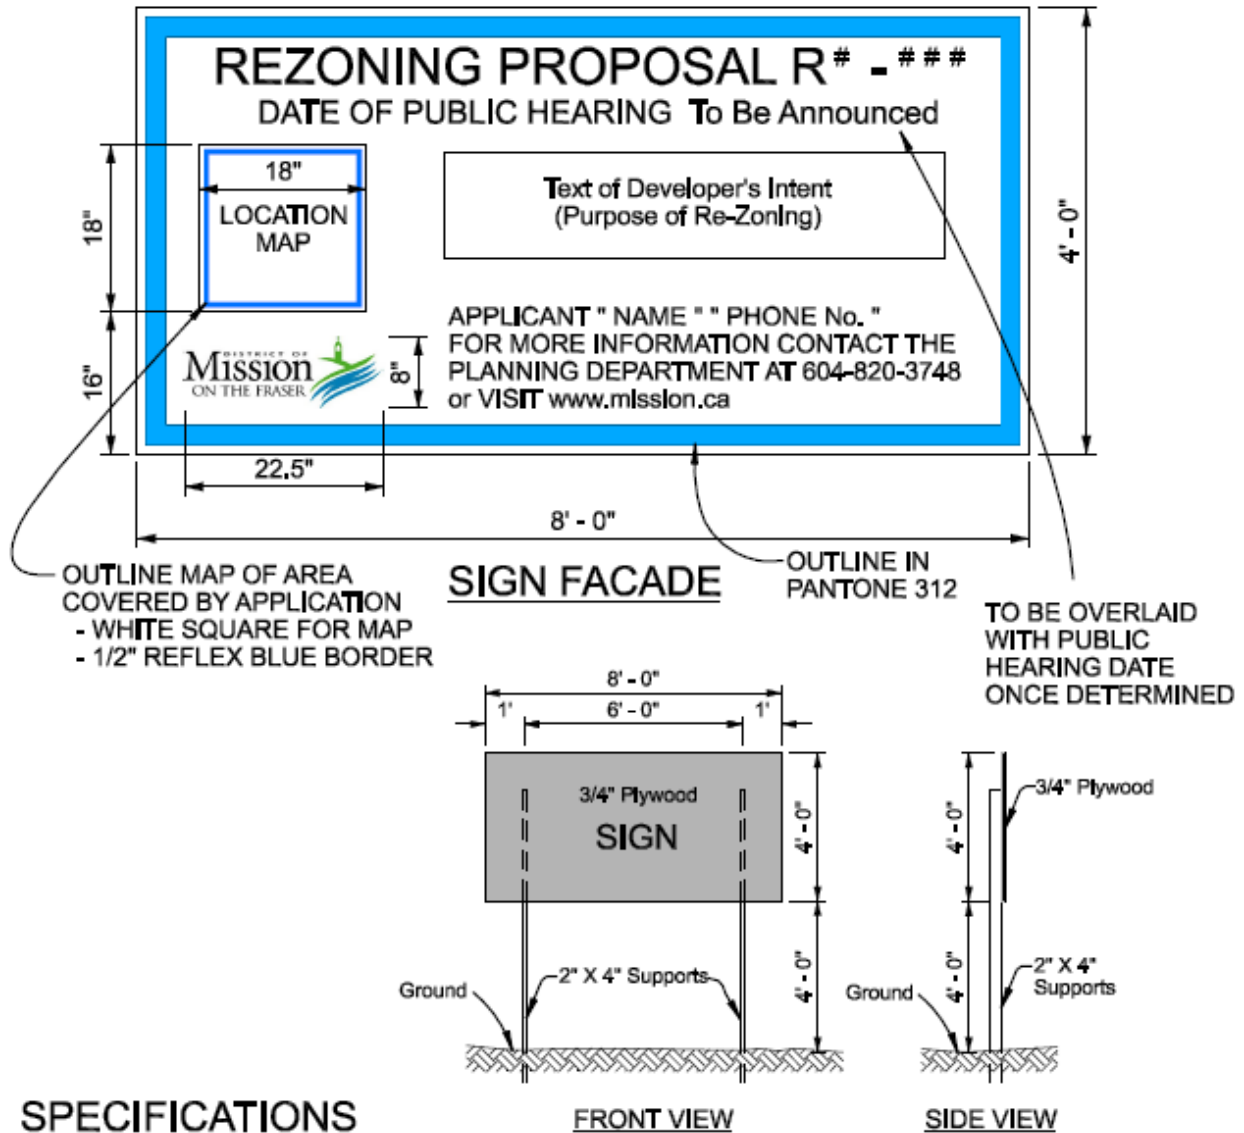 REZONING PROPOSAL R# - ###
DATE OF PUBLIC HEARING To Be Announced
18"
LOCATION
MAP
18"
Text of Developer's Intent
(Purpose of Re-Zoning)
4' - 0"
APPLICANT " NAME " " PHONE No. "
FOR MORE INFORMATION CONTACT THE
PLANNING DEPARTMENT AT 604-820-3748
or VISIT www.mission.ca
DISTRICT OF
Mission
ON THE FRASER
8"
16"
22.5"
8' - 0"
OUTLINE MAP OF AREA
COVERED BY APPLICATION
- WHITE SQUARE FOR MAP
- 1/2" REFLEX BLUE BORDER
SIGN FACADE
OUTLINE IN
PANTONE 312
TO BE OVERLAID
WITH PUBLIC
HEARING DATE
ONCE DETERMINED
8' - 0"
1'
6' - 0"
1'
3/4" Plywood
SIGN
4' - 0"
4' - 0"
3/4" Plywood
Ground
2" X 4" Supports
4' - 0"
Ground
4' - 0"
2" X 4"
Supports
SPECIFICATIONS
FRONT VIEW
SIDE VIEW